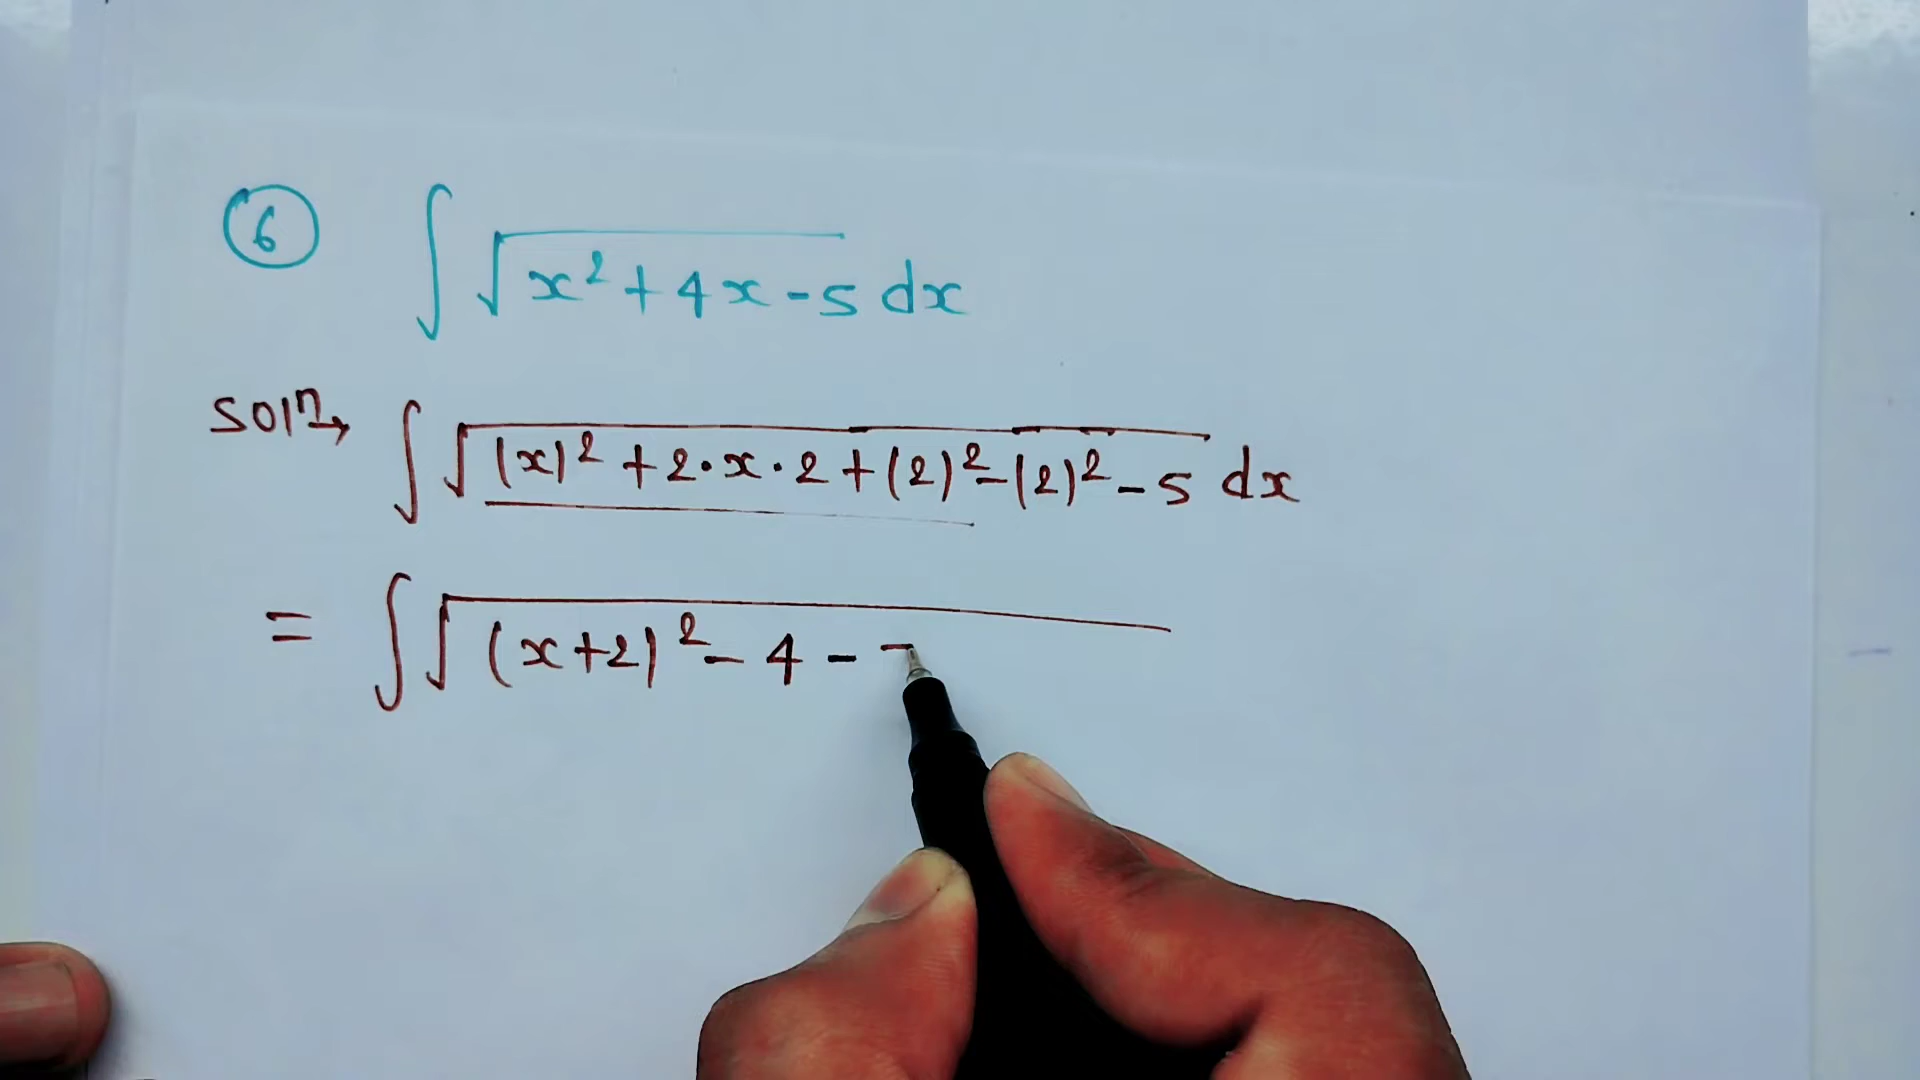 6 ∫√x²+4x-5 dx
Soln→ ∫√(x)²+2·x·2+(2)²-(2)²-5 dx
= ∫√(x+2)²-4-